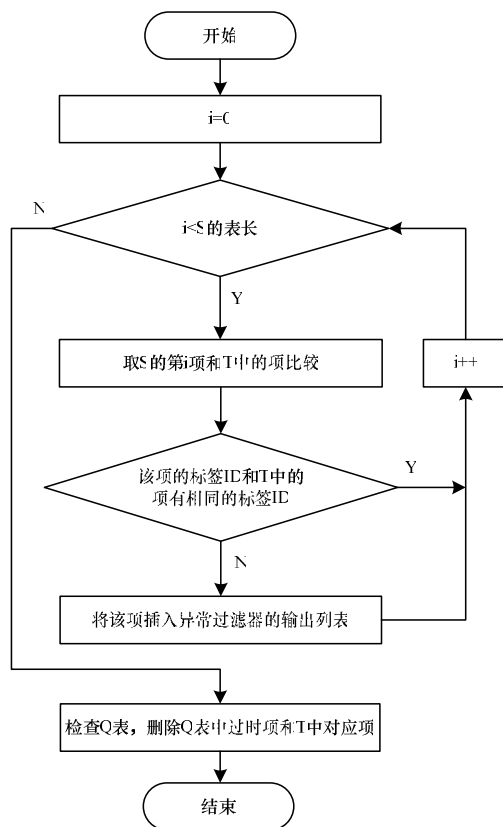 开始
i=0
N
i<S的表长
Y
取S的第i项和T中的项比较
i++
该项的标签ID和T中的
项有相同的标签ID
Y
N
将该项插入异常过滤器的输出列表
检查Q表，删除Q表中过时项和T中对应项
结束